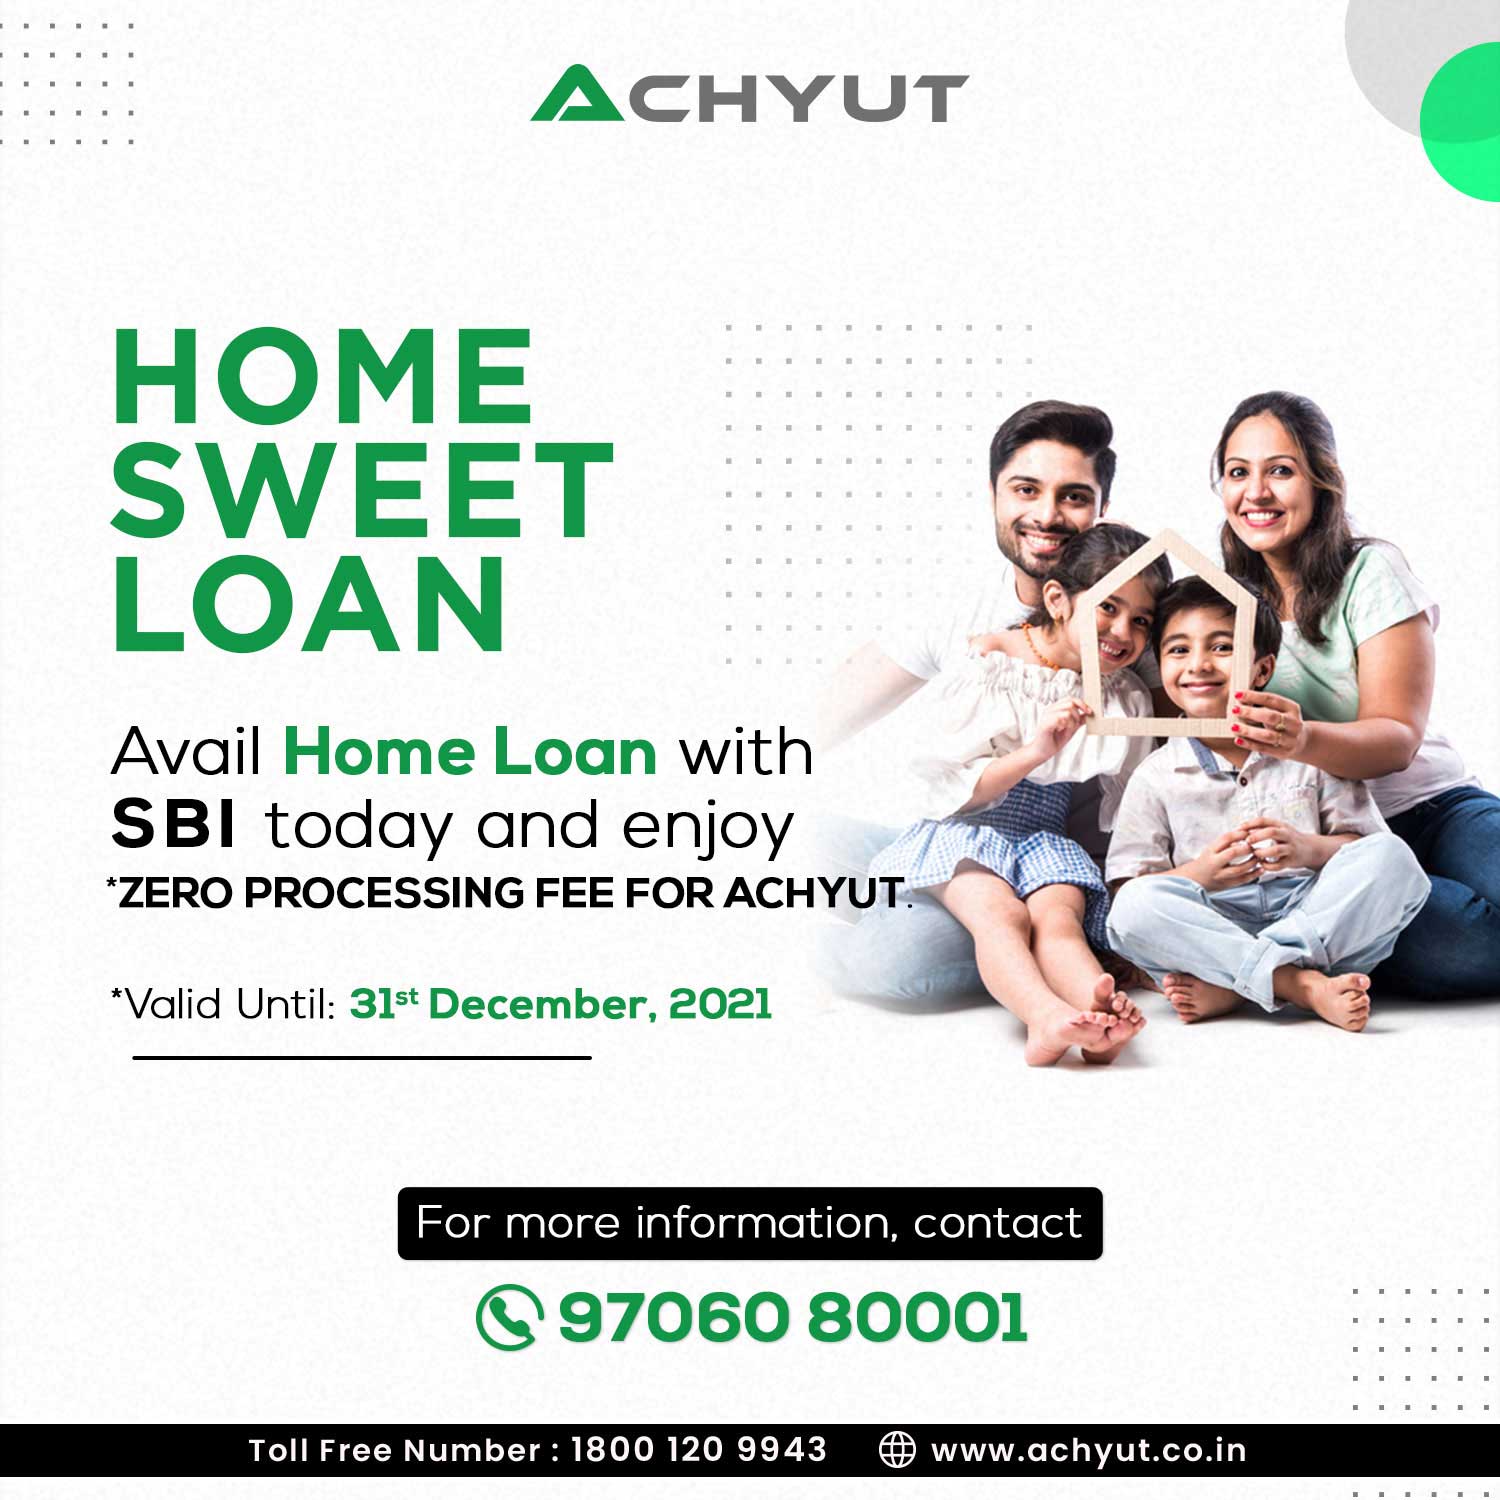 ACHYUT
HOME
SWEET
LOAN
Avail Home Loan with
SBI today and enjoy
*ZERO PROCESSING FEE FOR ACHYUT.
*Valid Until: 31st December, 2021
For more information, contact
97060 80001
Toll Free Number : 1800 120 9943 www.achyut.co.in